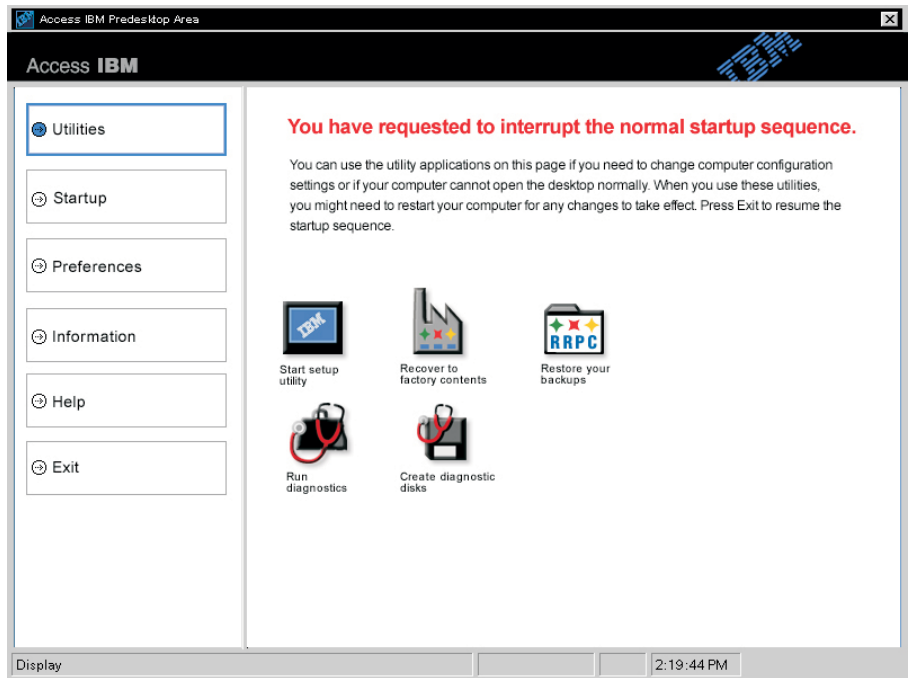 Access IBM Predesktop Area
Access IBM
IBM
Utilities
Startup
Preferences
Information
Help
Exit
You have requested to interrupt the normal startup sequence.
You can use the utility applications on this page if you need to change computer configuration
settings or if your computer cannot open the desktop normally. When you use these utilities,
you might need to restart your computer for any changes to take effect. Press Exit to resume the
startup sequence.
IBM
Start setup
utility
Recover to
factory contents
RRPC
Restore your
backups
Run
diagnostics
Create diagnostic
disks
Display
2:19:44 PM